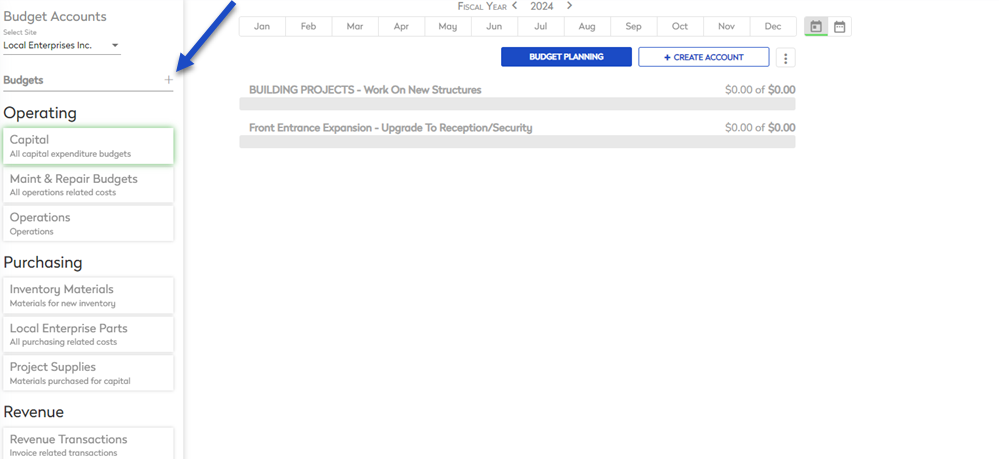 Budget Accounts
Select Site
Local Enterprises Inc.
Budgets
Operating
Capital
All capital expenditure budgets
Maint & Repair Budgets
All operations related costs
Operations
Operations
Purchasing
Inventory Materials
Materials for new inventory
Local Enterprise Parts
All purchasing related costs
Project Supplies
Materials purchased for capital
Revenue
Revenue Transactions
Invoice related transactions
Fiscal Year < 2024 >
Jan Feb Mar Apr May Jun Jul Aug Sep Oct Nov Dec
BUDGET PLANNING + CREATE ACCOUNT
BUILDING PROJECTS - Work On New Structures $0.00 of $0.00
Front Entrance Expansion - Upgrade To Reception/Security $0.00 of $0.00